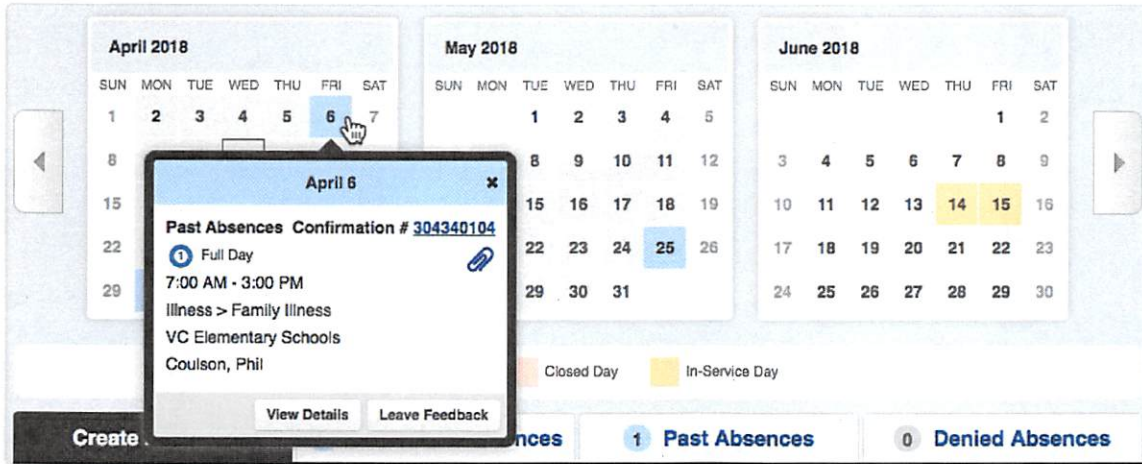 April 2018
SUN MON TUE WED THU FRI SAT
1 2 3 4 5 6 7
8
15
22
29
May 2018
SUN MON TUE WED THU FRI SAT
1 2 3 4 5
8 9 10 11 12
15 16 17 18 19
22 23 24 25 26
29 30 31
June 2018
SUN MON TUE WED THU FRI SAT
1 2
3 4 5 6 7 8 9
10 11 12 13 14 15 16
17 18 19 20 21 22 23
24 25 26 27 28 29 30
April 6 ×
Past Absences Confirmation # 304340104
1 Full Day
7:00 AM - 3:00 PM
Illness > Family Illness
VC Elementary Schools
Coulson, Phil
View Details Leave Feedback
Closed Day In-Service Day
Create
1 Past Absences
0 Denied Absences